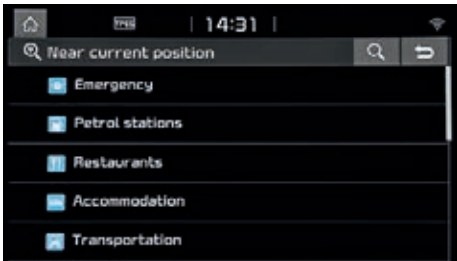 14:31
Near current position
Emergency
Petrol stations
Restaurants
Accommodation
Transportation